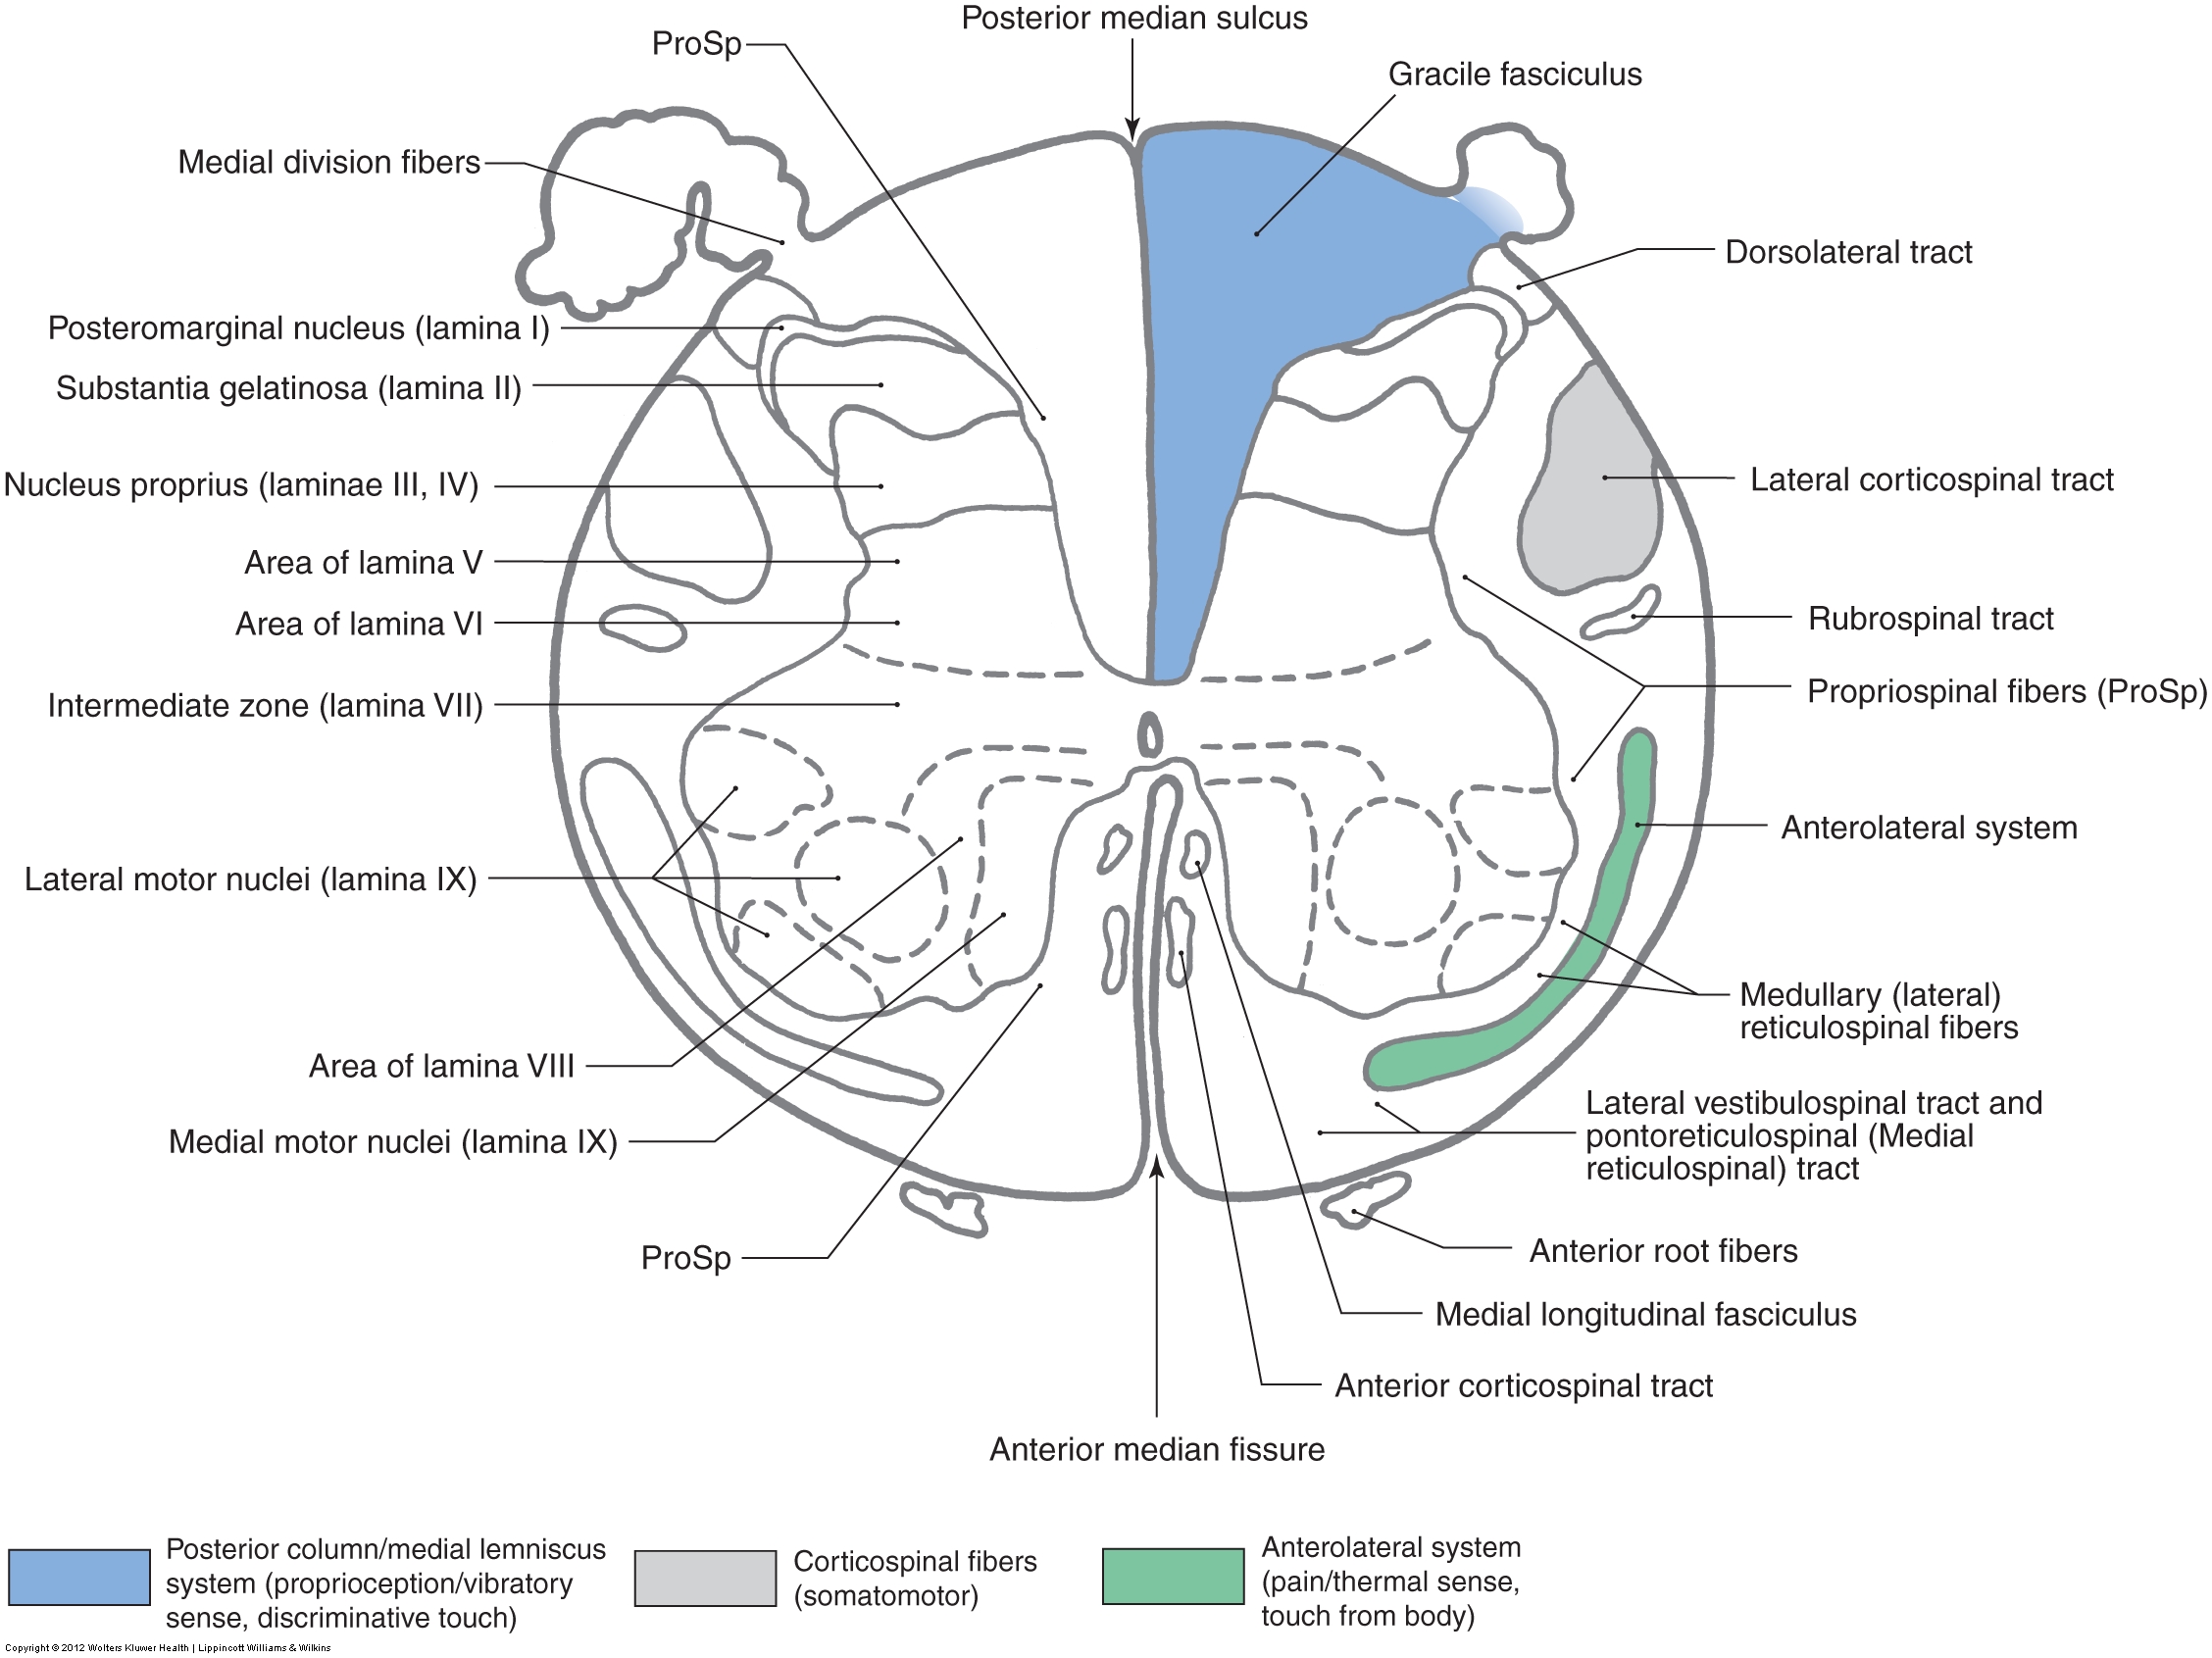 Posterior median sulcus
ProSp
Gracile fasciculus
Medial division fibers
Dorsolateral tract
Posteromarginal nucleus (lamina I)
Substantia gelatinosa (lamina II)
Nucleus proprius (laminae III, IV)
Lateral corticospinal tract
Area of lamina V
Area of lamina VI
Rubrospinal tract
Intermediate zone (lamina VII)
Propriospinal fibers (ProSp)
Anterolateral system
Lateral motor nuclei (lamina IX)
Medullary (lateral)
reticulospinal fibers
Area of lamina VIII
Lateral vestibulospinal tract and
pontoreticulospinal (Medial
reticulospinal) tract
Medial motor nuclei (lamina IX)
ProSp
Anterior root fibers
Medial longitudinal fasciculus
Anterior corticospinal tract
Anterior median fissure
Posterior column/medial lemniscus
system (proprioception/vibratory
sense, discriminative touch)
Corticospinal fibers
(somatomotor)
Anterolateral system
(pain/thermal sense,
touch from body)
Copyright © 2012 Wolters Kluwer Health | Lippincott Williams & Wilkins